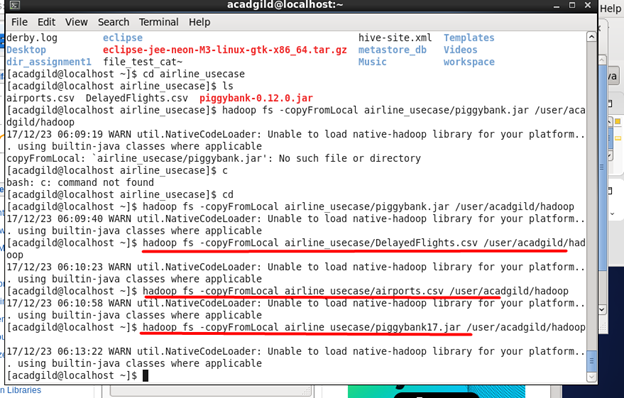 acadgild@localhost:~
File Edit View Search Terminal Help
derby.log eclipse hive-site.xml Templates
Desktop eclipse-jee-neon-M3-linux-gtk-x86_64.tar.gz metastore_db Videos
dir_assignment1 file_test_cat~ Music workspace
[acadgild@localhost ~]$ cd airline_usecase
[acadgild@localhost airline_usecase]$ ls
airports.csv DelayedFlights.csv piggybank-0.12.0.jar
[acadgild@localhost airline_usecase]$ hadoop fs -copyFromLocal airline_usecase/piggybank.jar /user/aca
dgild/hadoop
17/12/23 06:09:19 WARN util.NativeCodeLoader: Unable to load native-hadoop library for your platform..
. using builtin-java classes where applicable
copyFromLocal: `airline_usecase/piggybank.jar': No such file or directory
[acadgild@localhost airline_usecase]$ c
bash: c: command not found
[acadgild@localhost airline_usecase]$ cd
[acadgild@localhost ~]$ hadoop fs -copyFromLocal airline_usecase/piggybank.jar /user/acadgild/hadoop
17/12/23 06:09:40 WARN util.NativeCodeLoader: Unable to load native-hadoop library for your platform..
. using builtin-java classes where applicable
[acadgild@localhost ~]$ hadoop fs -copyFromLocal airline_usecase/DelayedFlights.csv /user/acadgild/had
oop
17/12/23 06:10:23 WARN util.NativeCodeLoader: Unable to load native-hadoop library for your platform..
. using builtin-java classes where applicable
[acadgild@localhost ~]$ hadoop fs -copyFromLocal airline_usecase/airports.csv /user/acadgild/hadoop
17/12/23 06:10:58 WARN util.NativeCodeLoader: Unable to load native-hadoop library for your platform..
. using builtin-java classes where applicable
[acadgild@localhost ~]$ hadoop fs -copyFromLocal airline_usecase/piggybank17.jar /user/acadgild/hadoop
17/12/23 06:13:22 WARN util.NativeCodeLoader: Unable to load native-hadoop library for your platform..
. using builtin-java classes where applicable
[acadgild@localhost ~]$
n Libraries